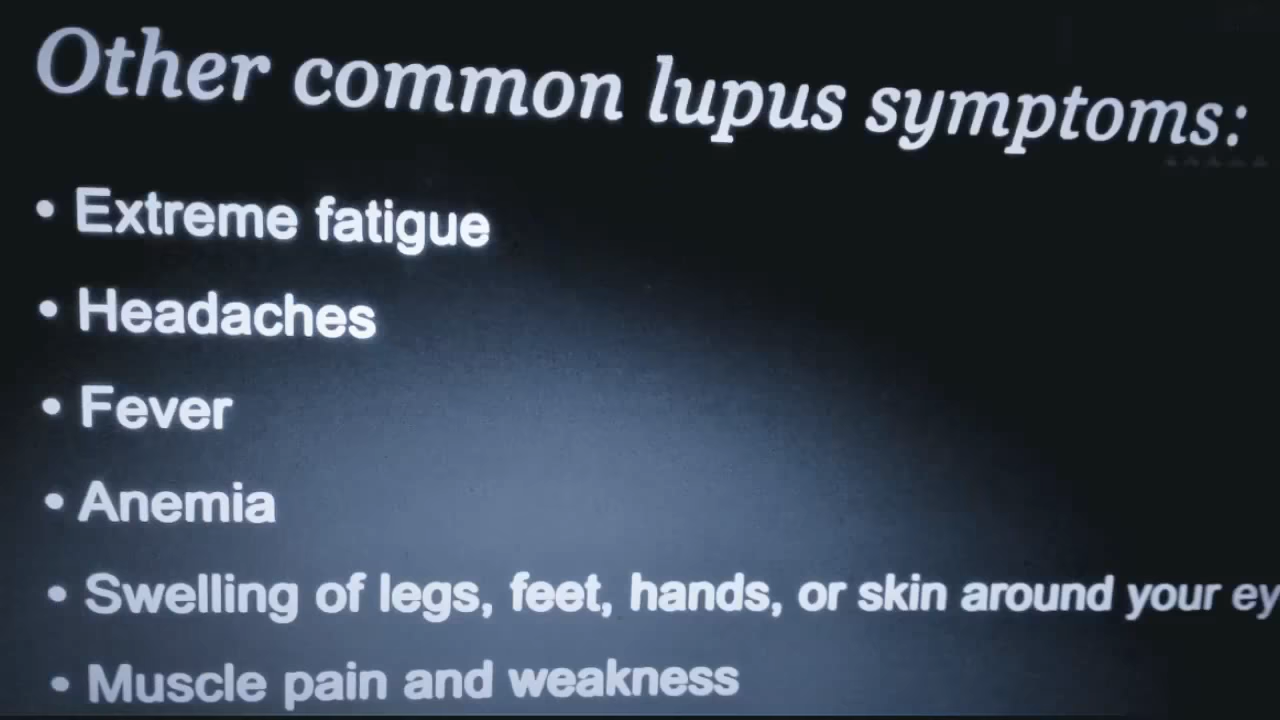 Other common lupus symptoms:
• Extreme fatigue
• Headaches
• Fever
• Anemia
• Swelling of legs, feet, hands, or skin around your ey
• Muscle pain and weakness